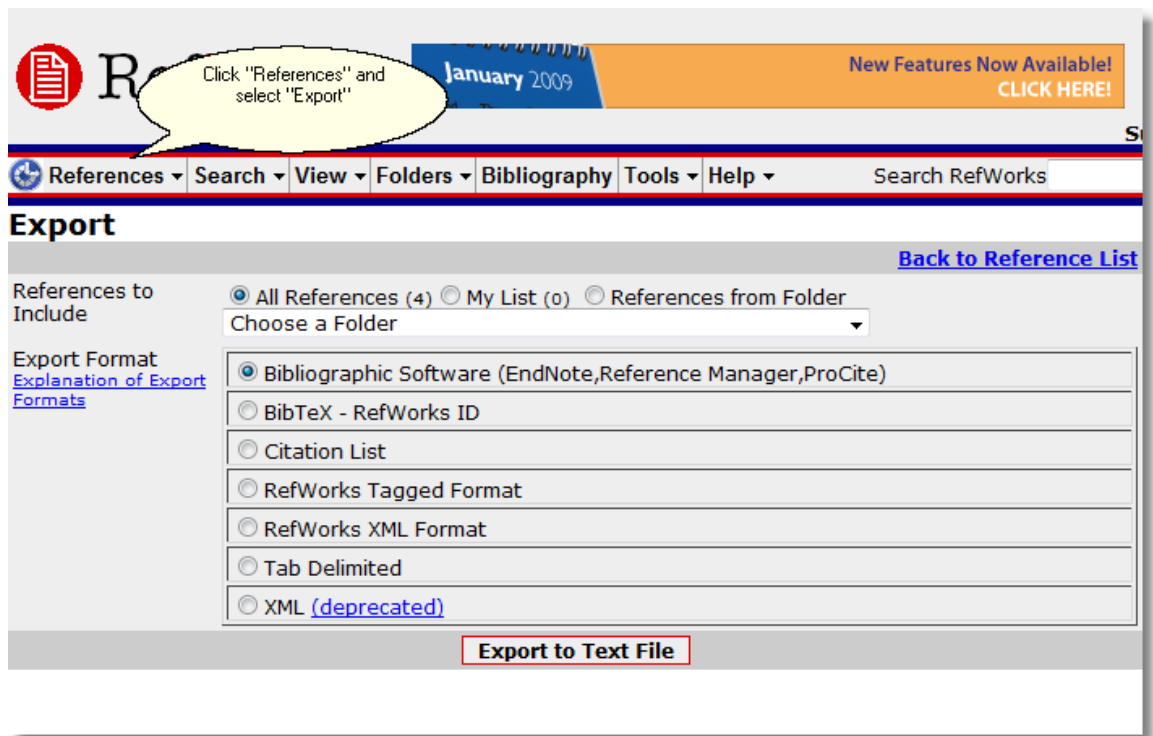 Click "References" and
select "Export"
January 2009
New Features Now Available!
CLICK HERE!
References Search View Folders Bibliography Tools Help Search RefWorks
Export
Back to Reference List
References to
Include
All References (4) My List (0) References from Folder
Choose a Folder
Export Format
Explanation of Export
Formats
Bibliographic Software (EndNote,Reference Manager,ProCite)
BibTeX - RefWorks ID
Citation List
RefWorks Tagged Format
RefWorks XML Format
Tab Delimited
XML (deprecated)
Export to Text File